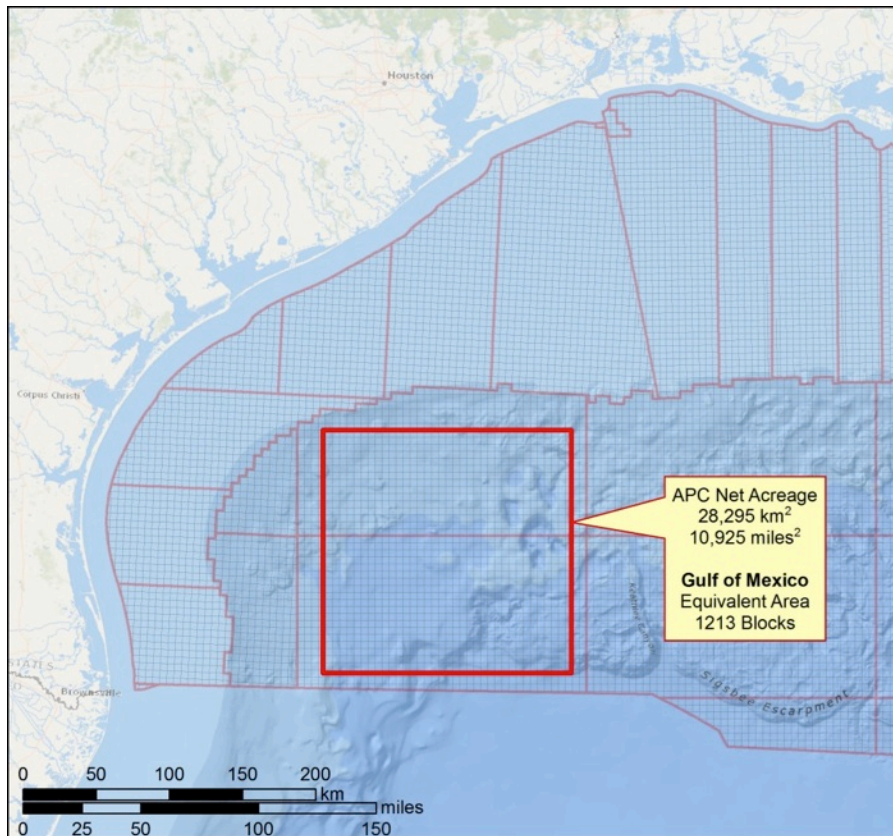 Houston
Corpus Christi
APC Net Acreage
28,295 km²
10,925 miles²
Gulf of Mexico
Equivalent Area
1213 Blocks
Sigsbee Escarpment
STATES
Brownsville
0 50 100 150 200
km
miles
0 25 50 100 150